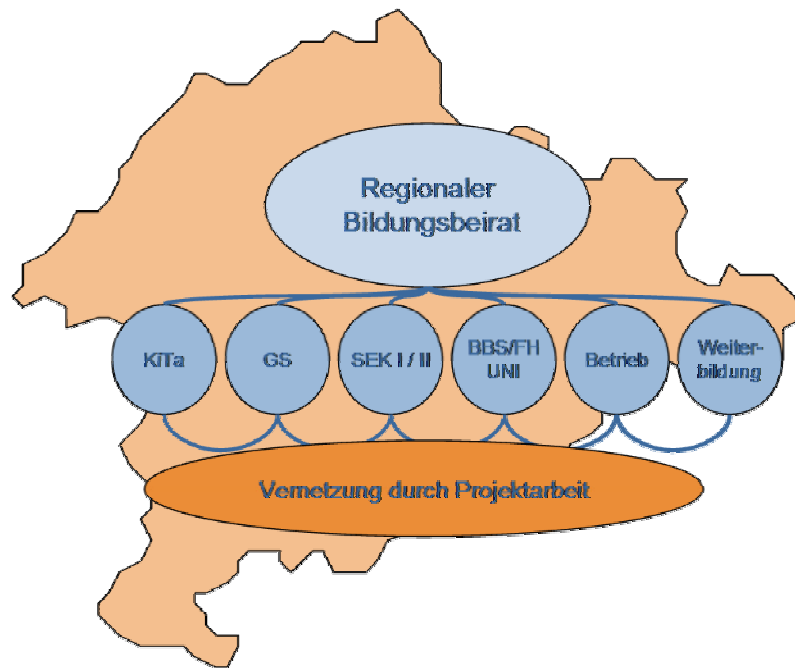 Regionaler
Bildungsbeirat
KiTa
GS
SEK I / II
BBS/FH
UNI
Betrieb
Weiter-
bildung
Vernetzung durch Projektarbeit